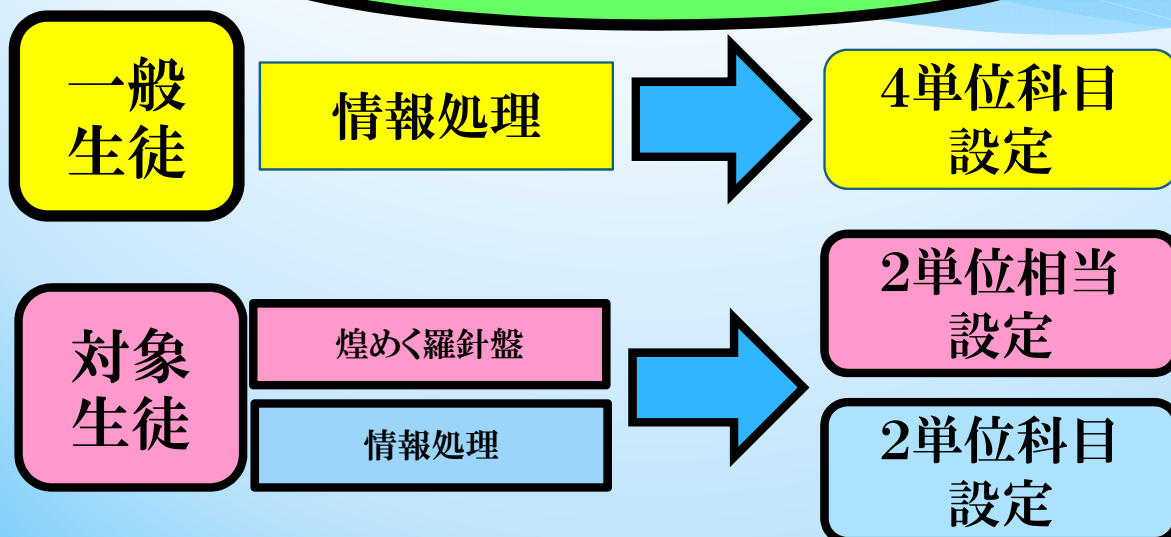 一般
生徒
情報処理
4単位科目
設定
対象
生徒
煌めく羅針盤
情報処理
2単位相当
設定
2単位科目
設定